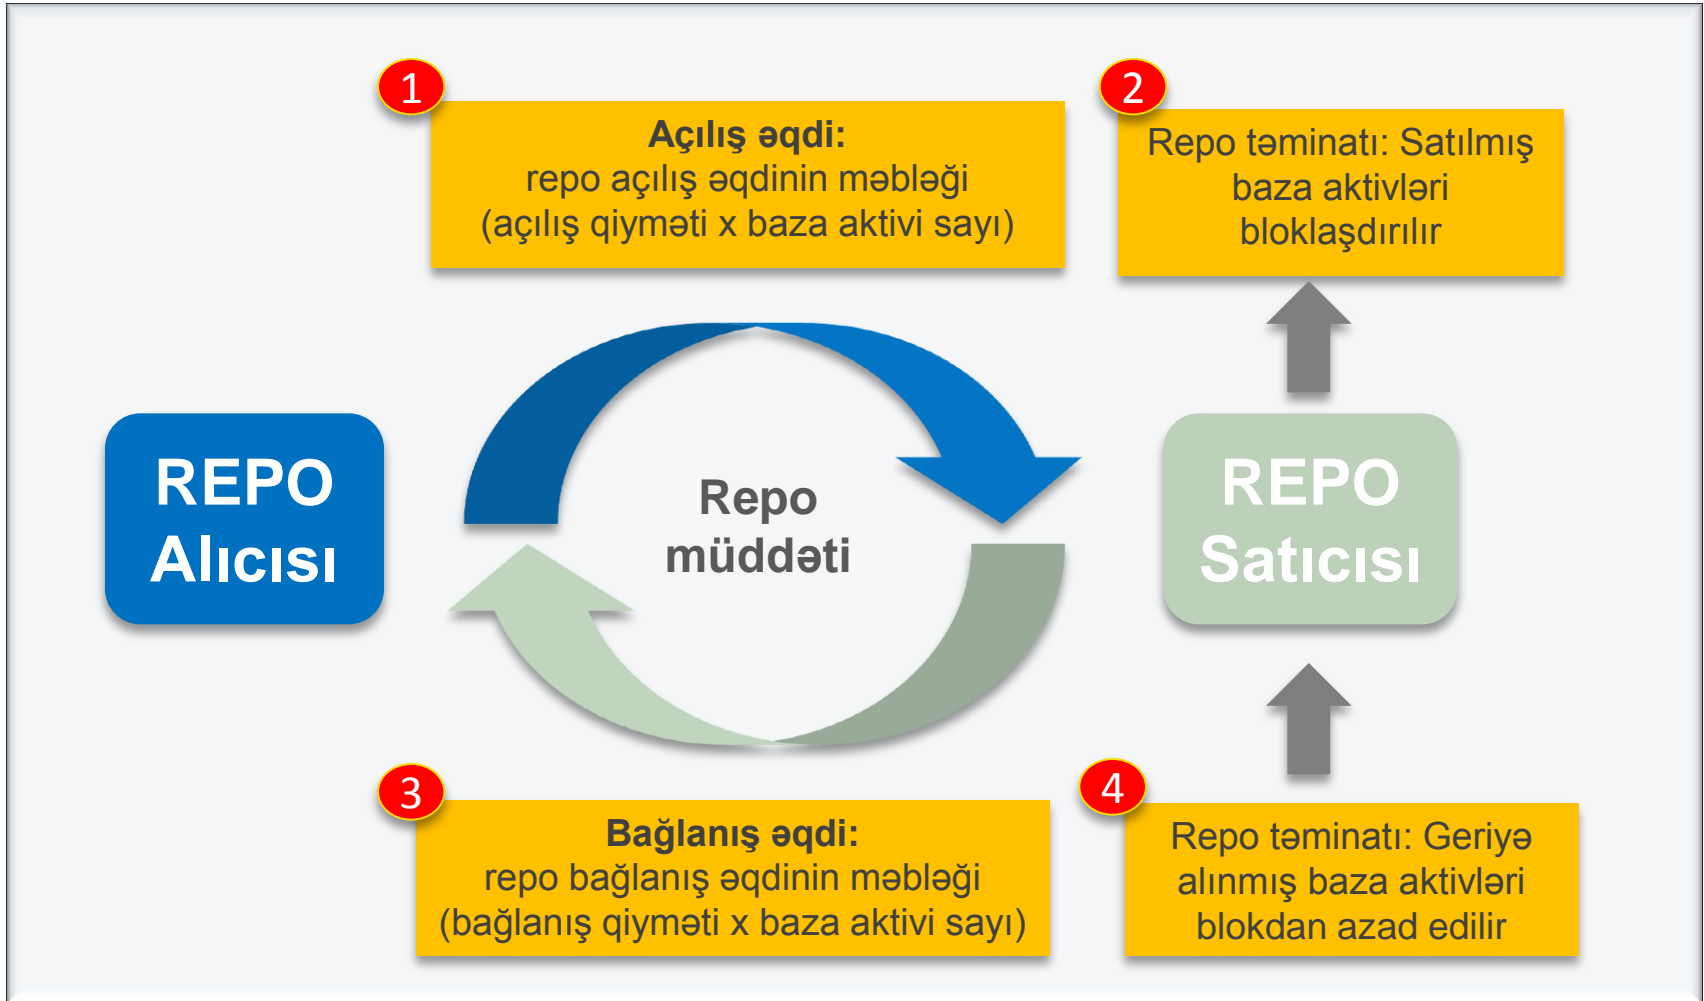 1
Açılış əqdi:
repo açılış əqdinin məbləği
(açılış qiyməti x baza aktivi sayı)
2
Repo təminatı: Satılmış
baza aktivləri
bloklaşdırılır
REPO
Alıcısı
Repo
müddəti
REPO
Satıcısı
3
Bağlanış əqdi:
repo bağlanış əqdinin məbləği
(bağlanış qiyməti x baza aktivi sayı)
4
Repo təminatı: Geriyə
alınmış baza aktivləri
blokdan azad edilir